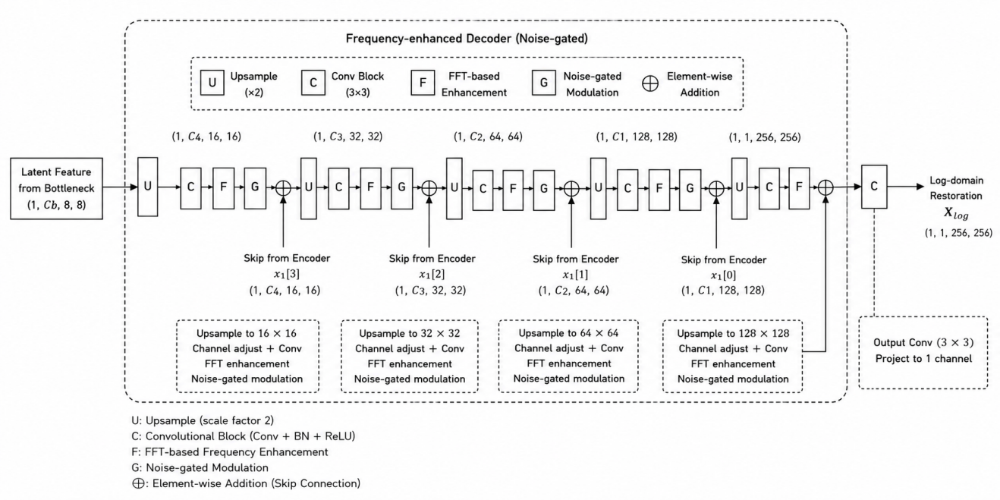 Frequency-enhanced Decoder (Noise-gated)
U
Upsample
(×2)
C
Conv Block
(3×3)
F
FFT-based
Enhancement
G
Noise-gated
Modulation
⊕
Element-wise
Addition
(1, C4, 16, 16)
(1, C3, 32, 32)
(1, C2, 64, 64)
(1, C1, 128, 128)
(1, 1, 256, 256)
Latent Feature
from Bottleneck
(1, Cb, 8, 8)
U
C
F
G
U
C
F
G
U
C
F
G
U
C
F
G
U
C
F
C
Log-domain
Restoration
X_log
(1, 1, 256, 256)
Skip from Encoder
x₁[3]
(1, C4, 16, 16)
Skip from Encoder
x₁[2]
(1, C3, 32, 32)
Skip from Encoder
x₁[1]
(1, C2, 64, 64)
Skip from Encoder
x₁[0]
(1, C1, 128, 128)
Upsample to 16 × 16
Channel adjust + Conv
FFT enhancement
Noise-gated modulation
Upsample to 32 × 32
Channel adjust + Conv
FFT enhancement
Noise-gated modulation
Upsample to 64 × 64
Channel adjust + Conv
FFT enhancement
Noise-gated modulation
Upsample to 128 × 128
Channel adjust + Conv
FFT enhancement
Noise-gated modulation
Output Conv (3 × 3)
Project to 1 channel
U: Upsample (scale factor 2)
C: Convolutional Block (Conv + BN + ReLU)
F: FFT-based Frequency Enhancement
G: Noise-gated Modulation
⊕: Element-wise Addition (Skip Connection)